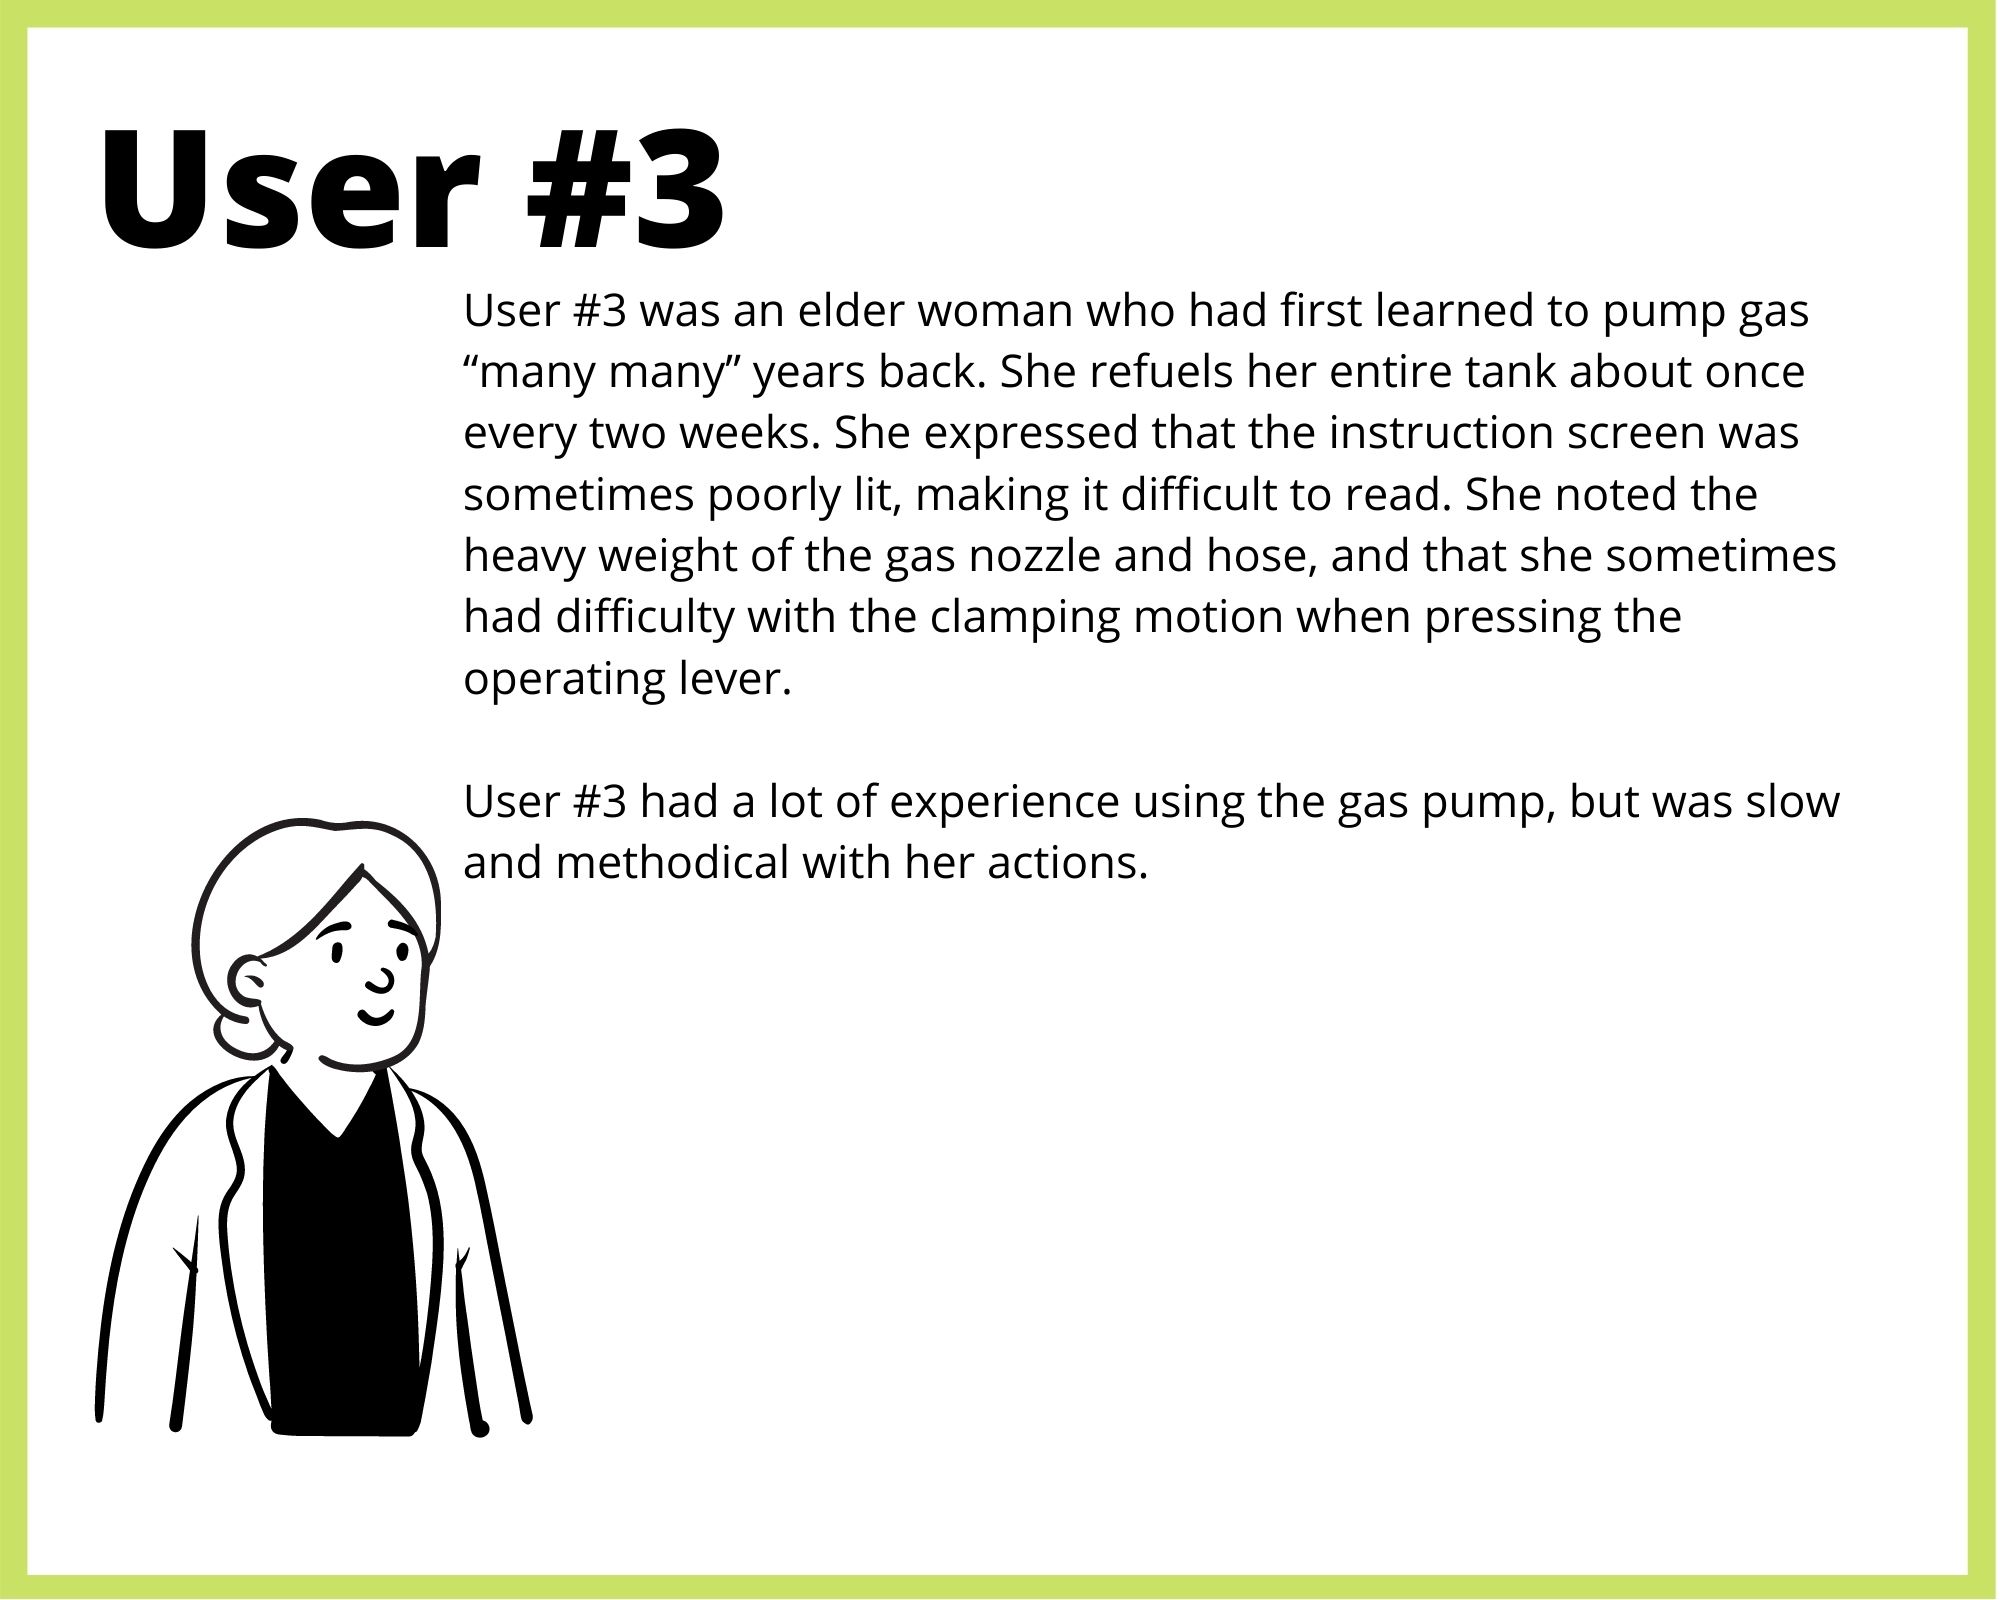 User #3
User #3 was an elder woman who had first learned to pump gas
“many many” years back. She refuels her entire tank about once
every two weeks. She expressed that the instruction screen was
sometimes poorly lit, making it difficult to read. She noted the
heavy weight of the gas nozzle and hose, and that she sometimes
had difficulty with the clamping motion when pressing the
operating lever.
User #3 had a lot of experience using the gas pump, but was slow
and methodical with her actions.